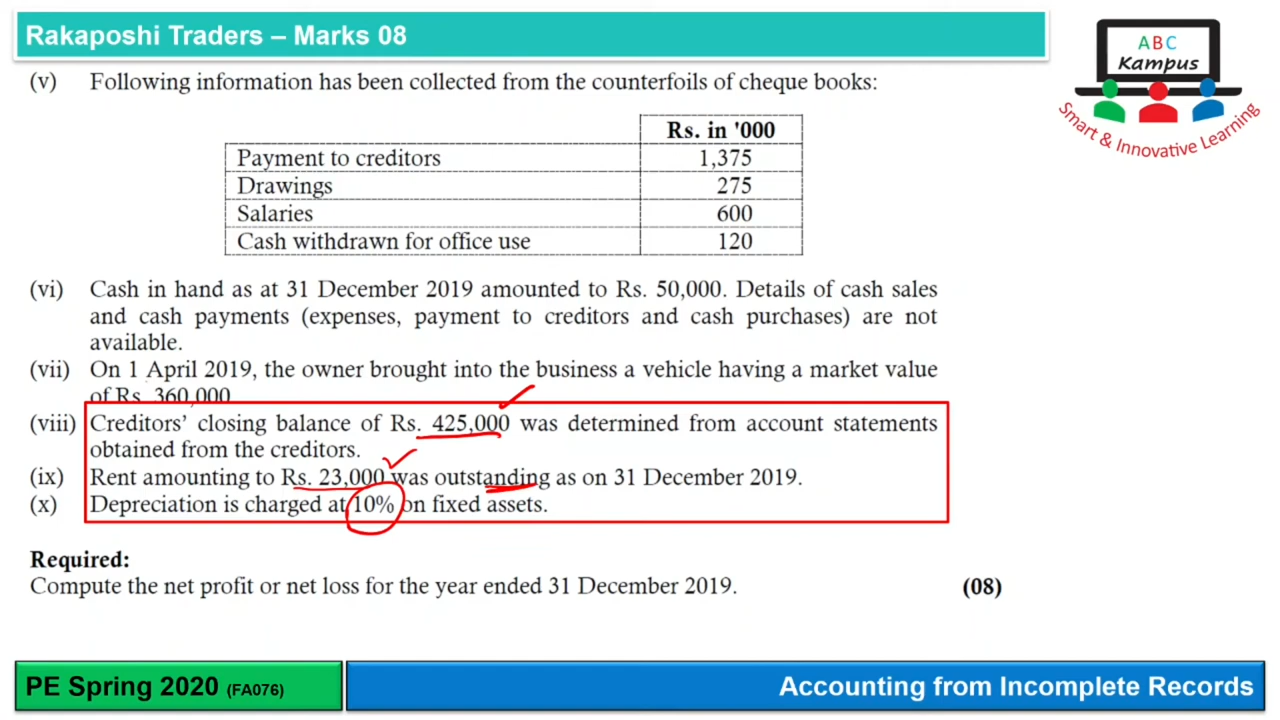 Rakaposhi Traders – Marks 08
ABC
Kampus
Smart & Innovative Learning
(v) Following information has been collected from the counterfoils of cheque books:
Rs. in '000
Payment to creditors 1,375
Drawings 275
Salaries 600
Cash withdrawn for office use 120
(vi) Cash in hand as at 31 December 2019 amounted to Rs. 50,000. Details of cash sales
and cash payments (expenses, payment to creditors and cash purchases) are not
available.
(vii) On 1 April 2019, the owner brought into the business a vehicle having a market value
of Rs. 360,000
(viii) Creditors' closing balance of Rs. 425,000 was determined from account statements
obtained from the creditors.
(ix) Rent amounting to Rs. 23,000 was outstanding as on 31 December 2019.
(x) Depreciation is charged at 10% on fixed assets.
Required:
Compute the net profit or net loss for the year ended 31 December 2019. (08)
PE Spring 2020 (FA076)
Accounting from Incomplete Records